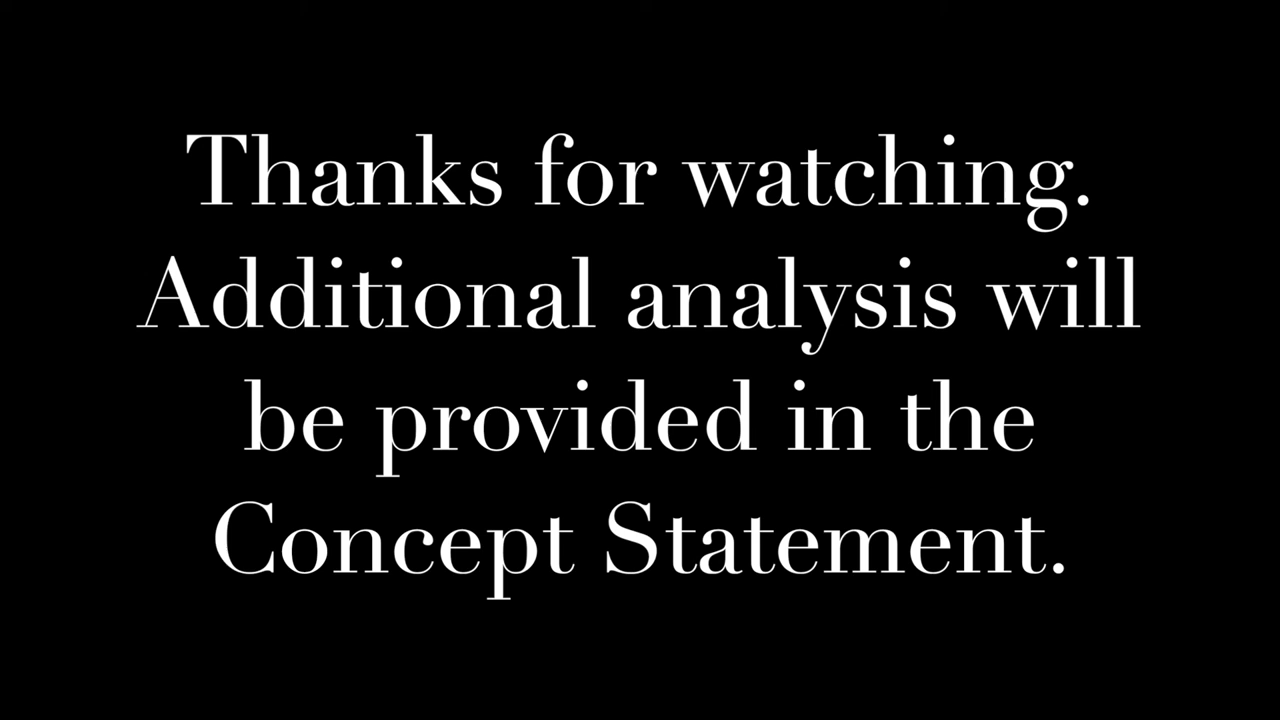 Thanks for watching.
Additional analysis will
be provided in the
Concept Statement.